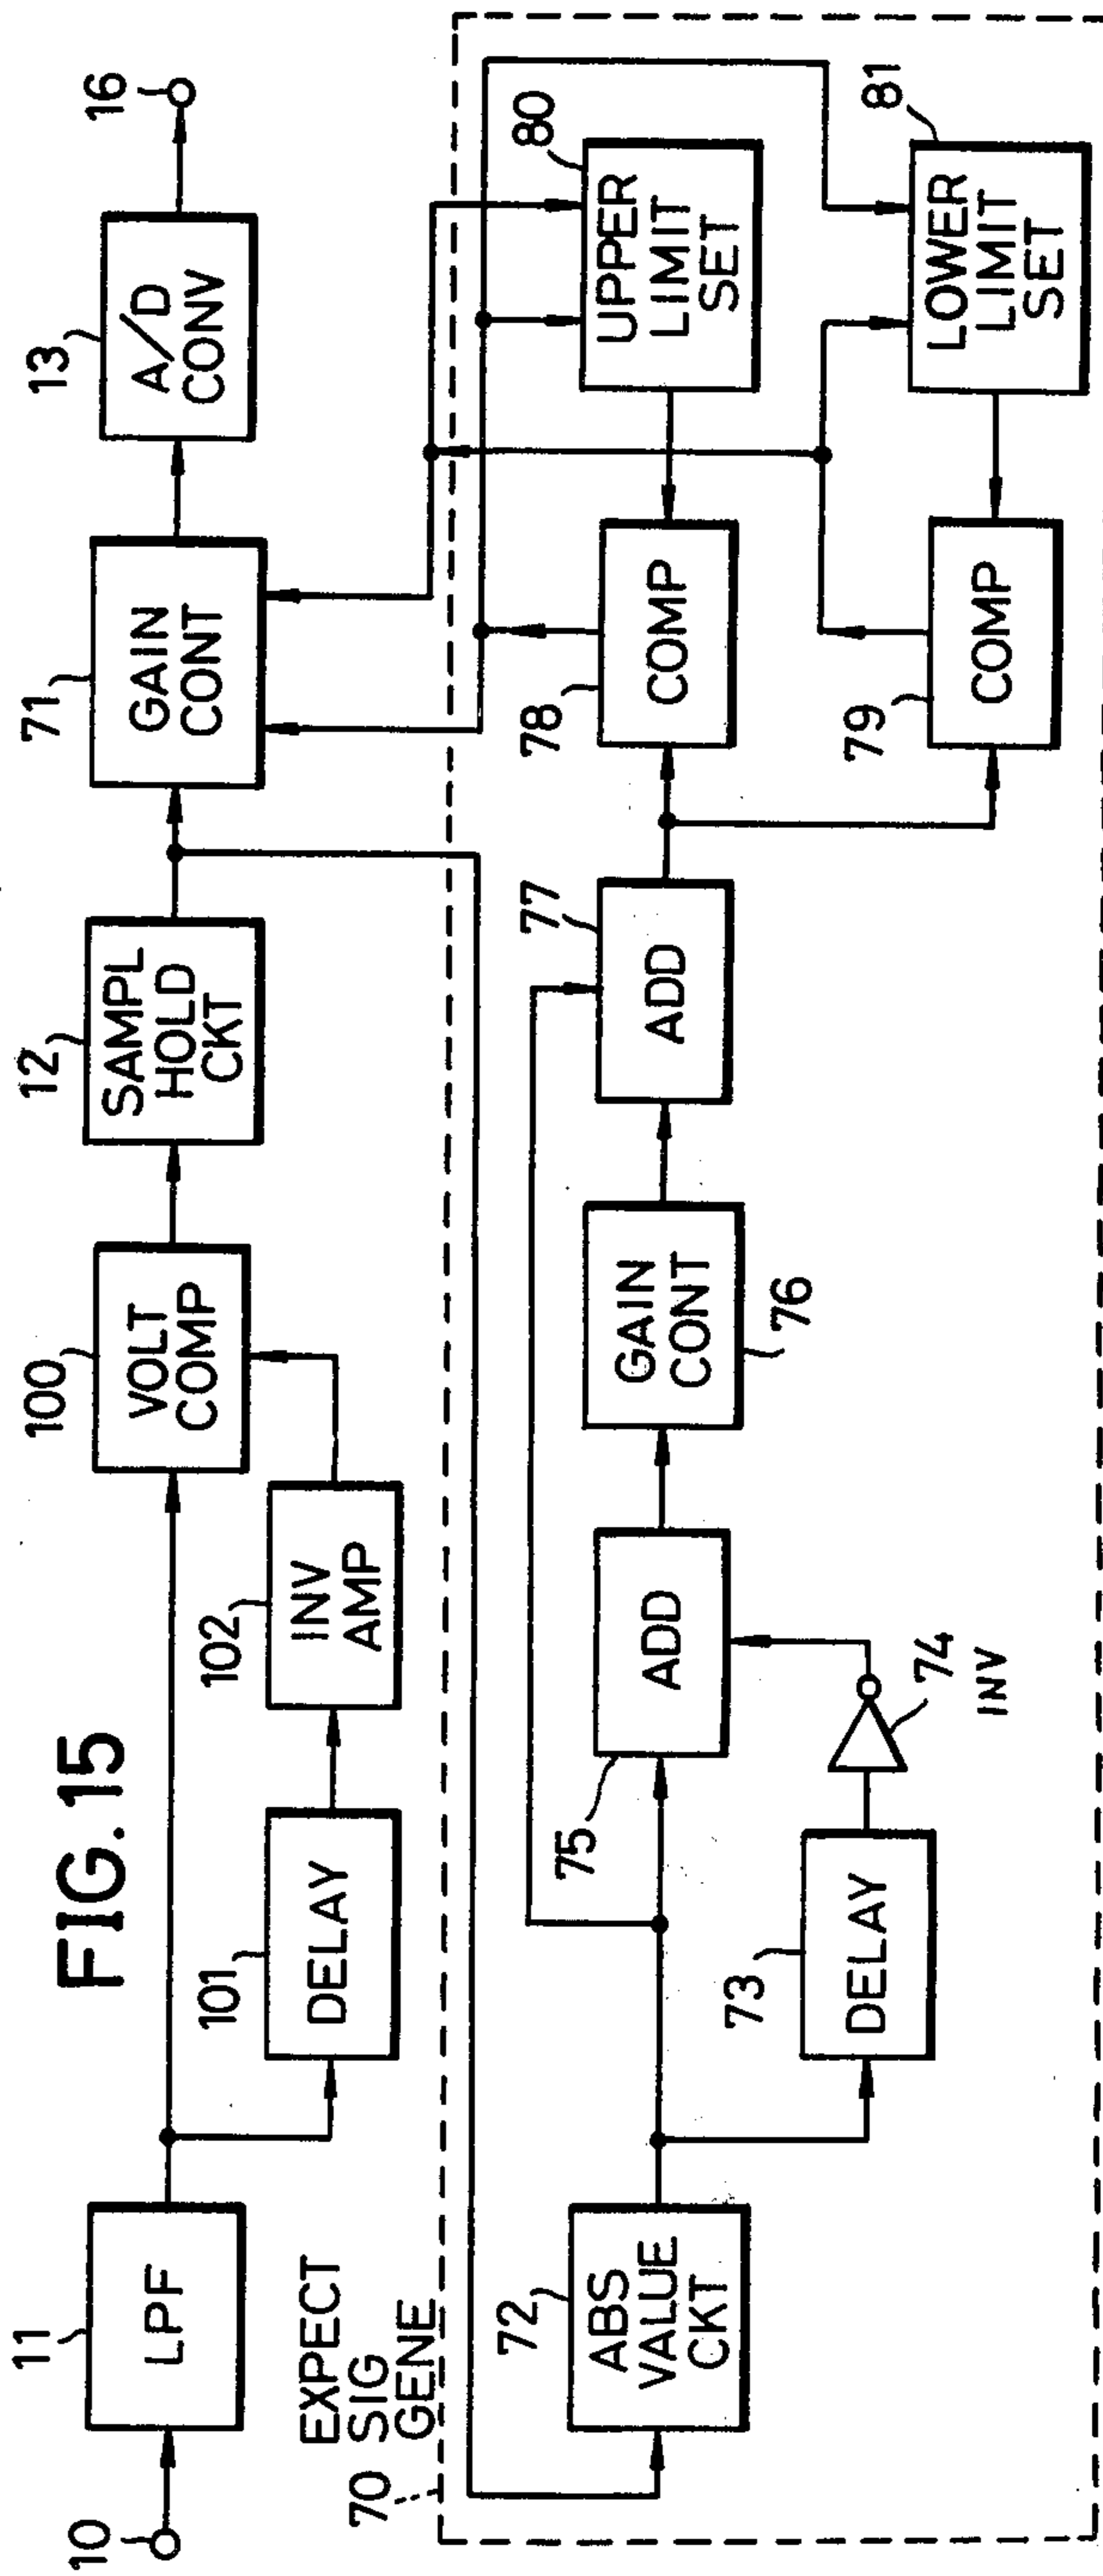 FIG. 15
10
11
LPF
101
DELAY
102
INV
AMP
100
VOLT
COMP
12
SAMPL
HOLD
CKT
71
GAIN
CONT
13
A/D
CONV
16
EXPECT
SIG
GENE
70
72
ABS
VALUE
CKT
73
DELAY
74
INV
75
ADD
76
GAIN
CONT
77
ADD
78
COMP
79
COMP
80
UPPER
LIMIT
SET
81
LOWER
LIMIT
SET